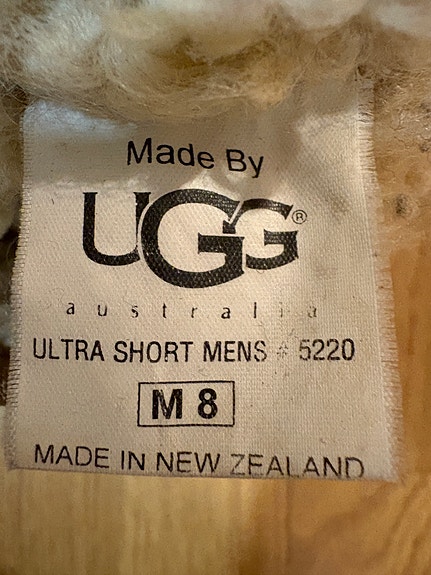 Made By
UGG®
australia
ULTRA SHORT MENS # 5220
M 8
MADE IN NEW ZEALAND